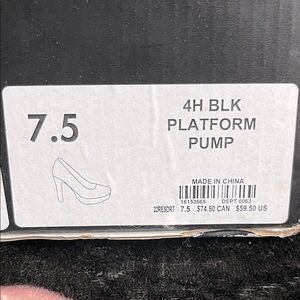 7.5
4H BLK
PLATFORM
PUMP
MADE IN CHINA
16153665 DEPT 0063
22RESORT 7.5 $74.50 CAN $59.50 US